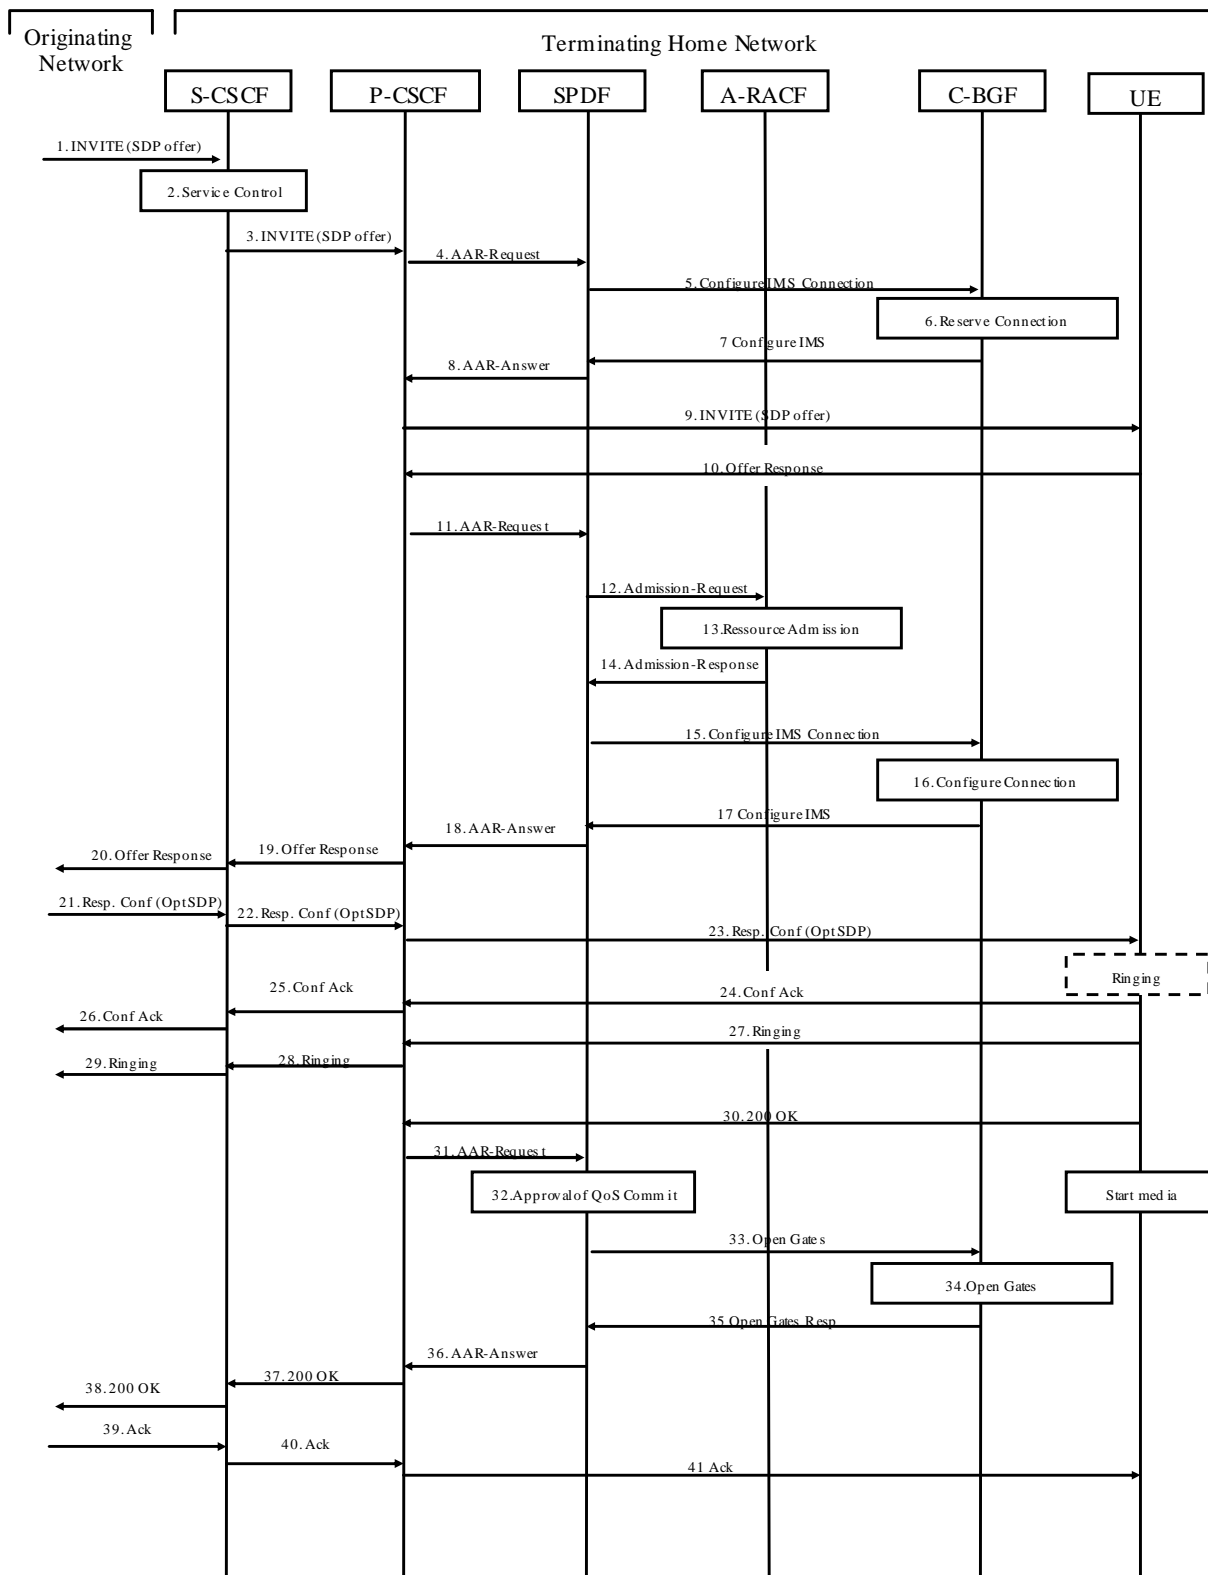 Originating
Network
Terminating Home Network
S-CSCF
P-CSCF
SPDF
A-RACF
C-BGF
UE
1. INVITE (SDP offer)
2. Service Control
3. INVITE (SDP offer)
4. AAR-Request
5. Configure IMS Connection
6. Reserve Connection
7 Configure IMS
8. AAR-Answer
9. INVITE (SDP offer)
10. Offer Response
11. AAR-Request
12. Admission-Request
13. Ressource Admission
14. Admission-Response
15. Configure IMS Connection
16. Configure Connection
17 Configure IMS
18. AAR-Answer
19. Offer Response
20. Offer Response
21. Resp. Conf (Opt SDP)
22. Resp. Conf (Opt SDP)
23. Resp. Conf (Opt SDP)
Ringing
24. Conf Ack
25. Conf Ack
26. Conf Ack
27. Ringing
28. Ringing
29. Ringing
30. 200 OK
31. AAR-Request
32. Approval of QoS Commit
Start media
33. Open Gates
34. Open Gates
35 Open Gates Resp
36. AAR-Answer
37. 200 OK
38. 200 OK
39. Ack
40. Ack
41 Ack